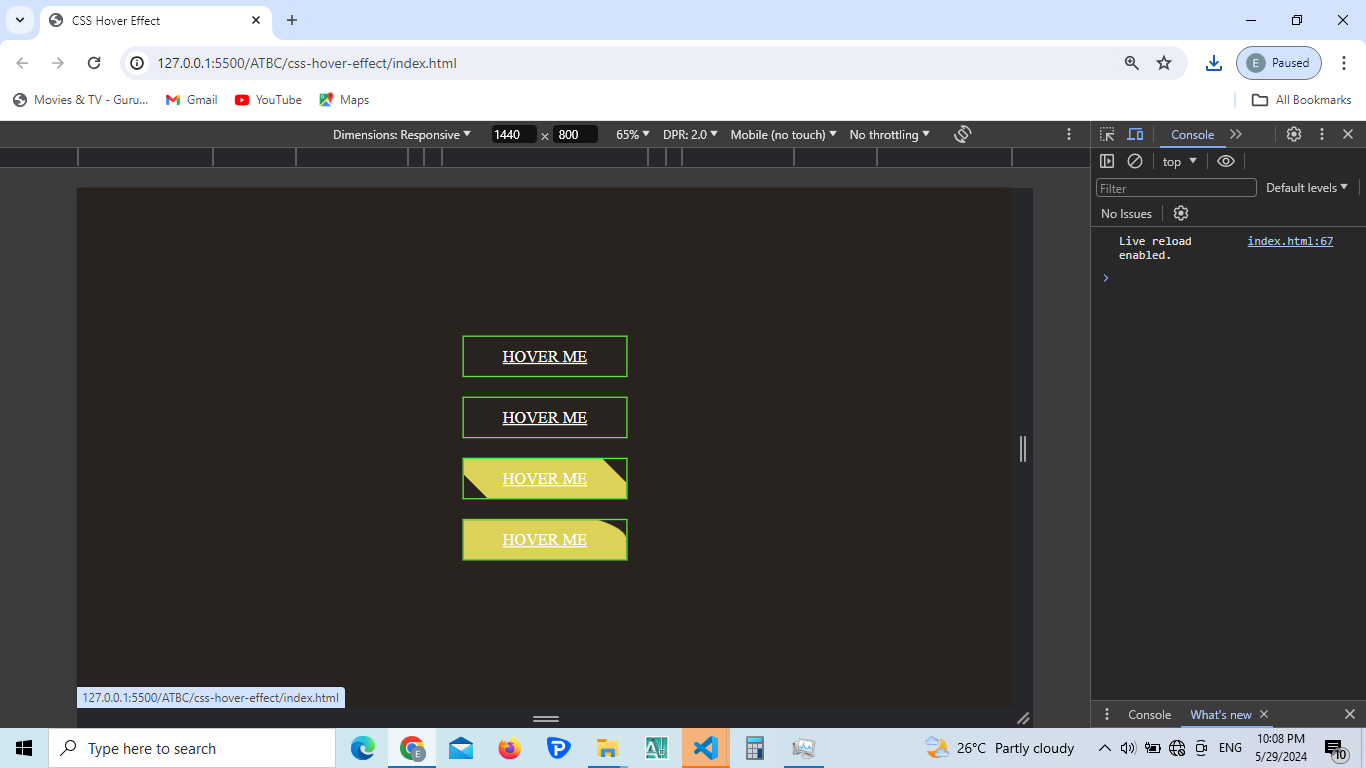 CSS Hover Effect
127.0.0.1:5500/ATBC/css-hover-effect/index.html
E Paused
Movies & TV - Guru... Gmail YouTube Maps All Bookmarks
Dimensions: Responsive 1440 × 800 65% DPR: 2.0 Mobile (no touch) No throttling
Console
top
Filter Default levels
No Issues
Live reload enabled. index.html:67
HOVER ME
HOVER ME
HOVER ME
HOVER ME
127.0.0.1:5500/ATBC/css-hover-effect/index.html
Console What's new
Type here to search
26°C Partly cloudy
ENG
10:08 PM
5/29/2024
10